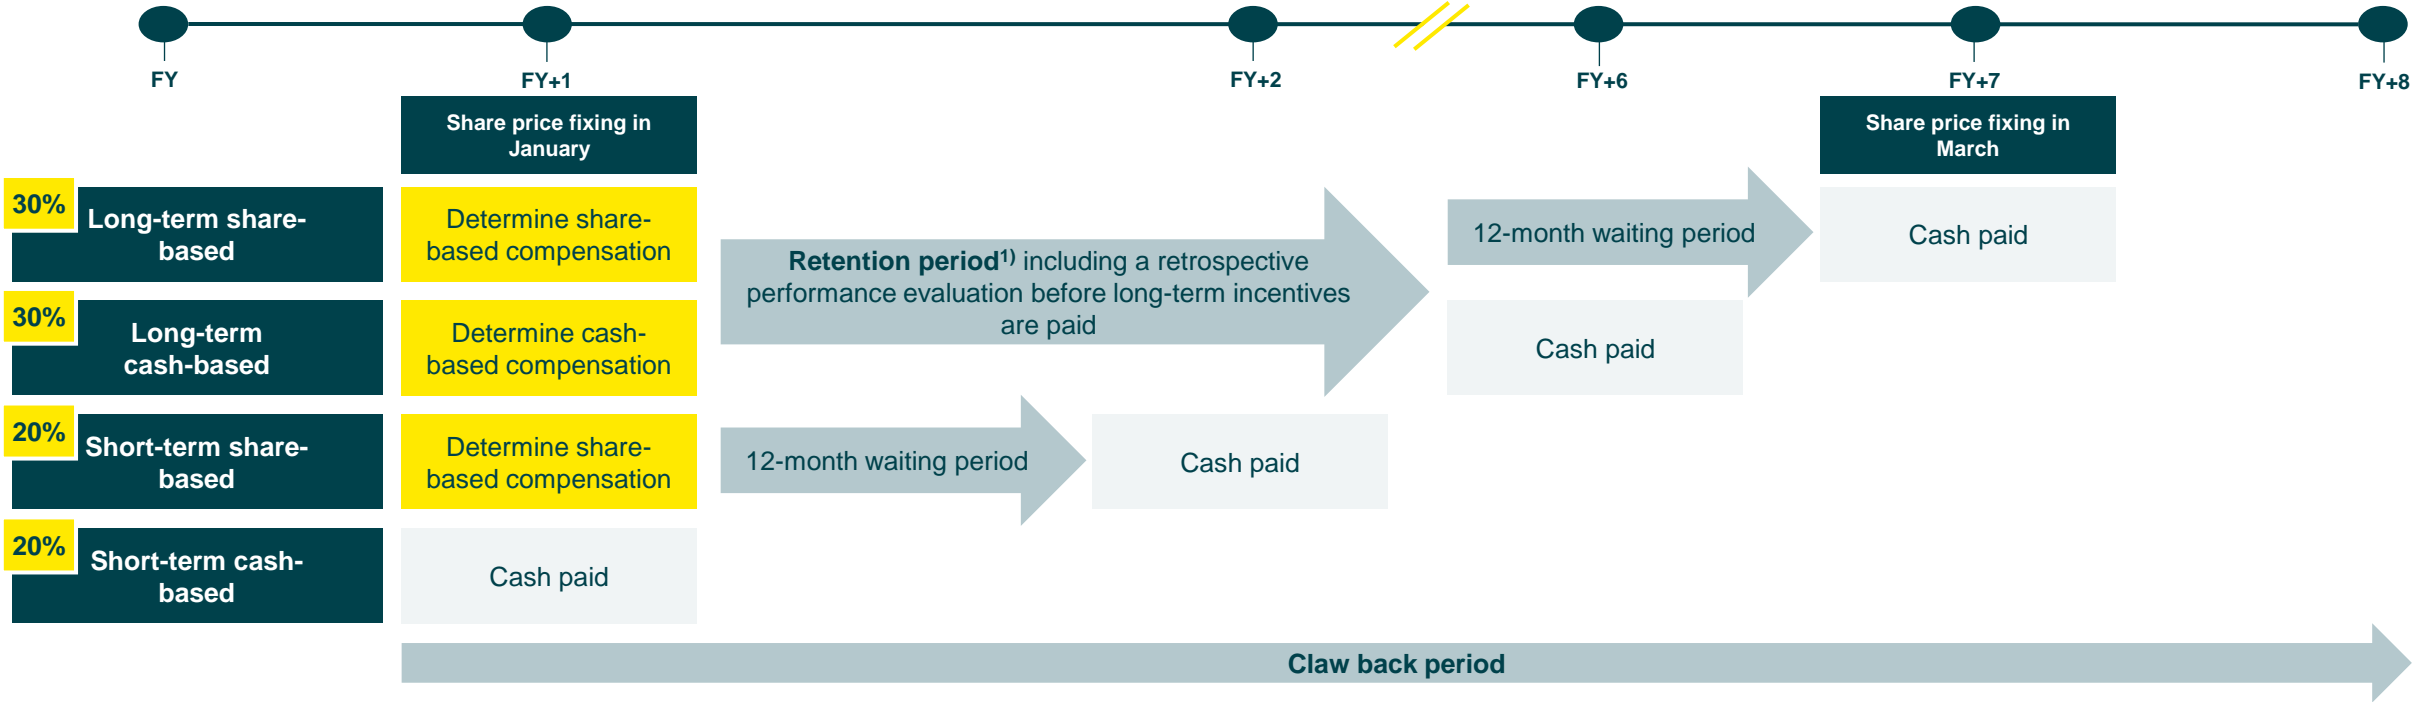 FY
FY+1
FY+2
FY+6
FY+7
FY+8
Share price fixing in
January
Share price fixing in
March
30%
Long-term share-
based
Determine share-
based compensation
Retention period1) including a retrospective
performance evaluation before long-term incentives
are paid
12-month waiting period
Cash paid
30%
Long-term
cash-based
Determine cash-
based compensation
Cash paid
20%
Short-term share-
based
Determine share-
based compensation
12-month waiting period
Cash paid
20%
Short-term cash-
based
Cash paid
Claw back period